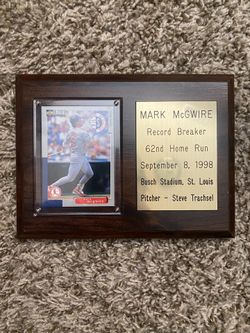 MARK McGWIRE
Record Breaker
62nd Home Run
September 8, 1998
Busch Stadium, St. Louis
Pitcher - Steve Trachsel